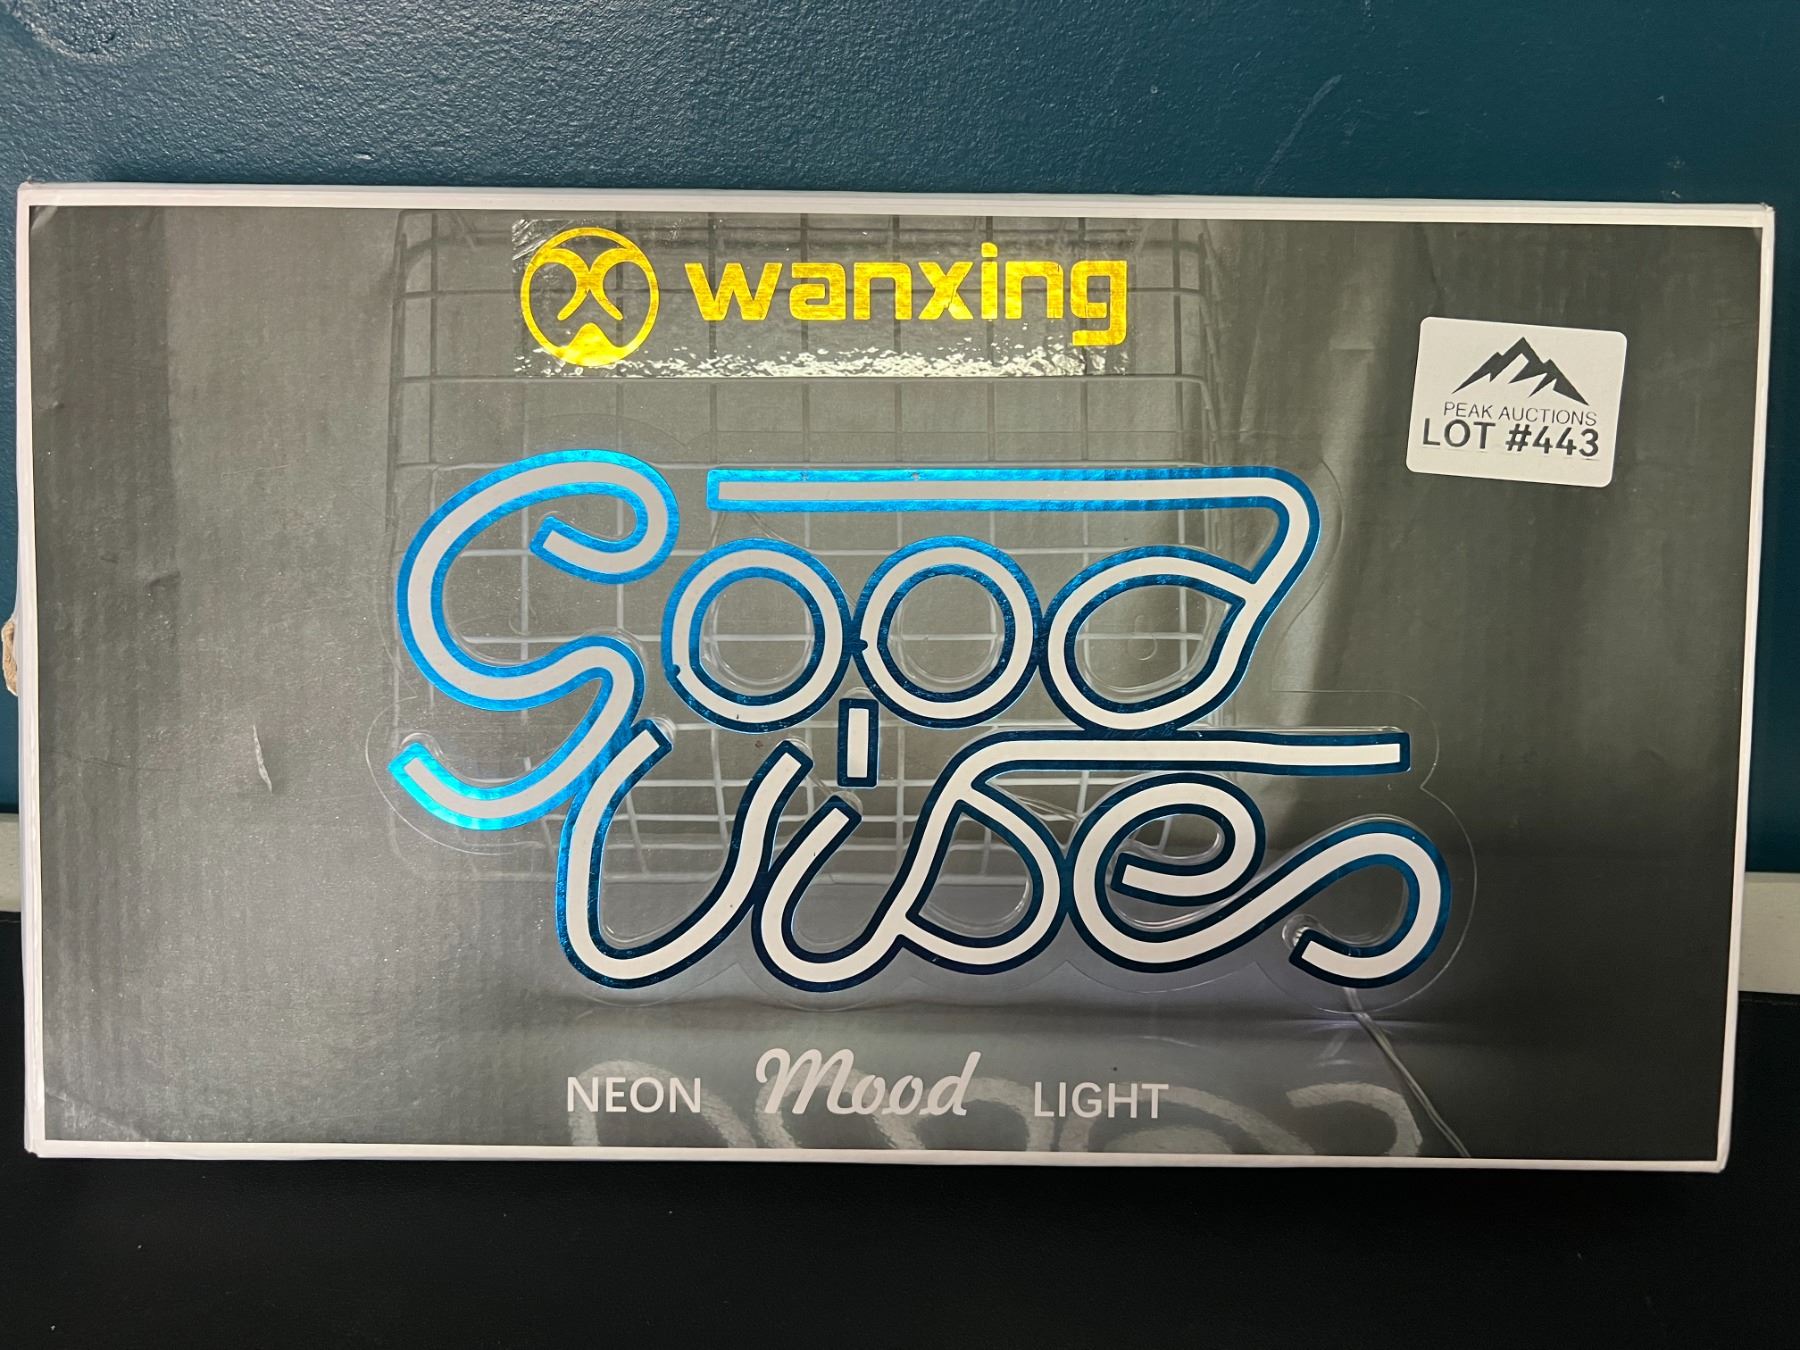 wanxing
PEAK AUCTIONS
LOT #443
Good
Vibes
NEON Mood LIGHT